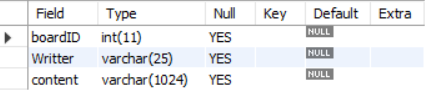 Field Type Null Key Default Extra
boardID int(11) YES NULL
Writter varchar(25) YES NULL
content varchar(1024) YES NULL